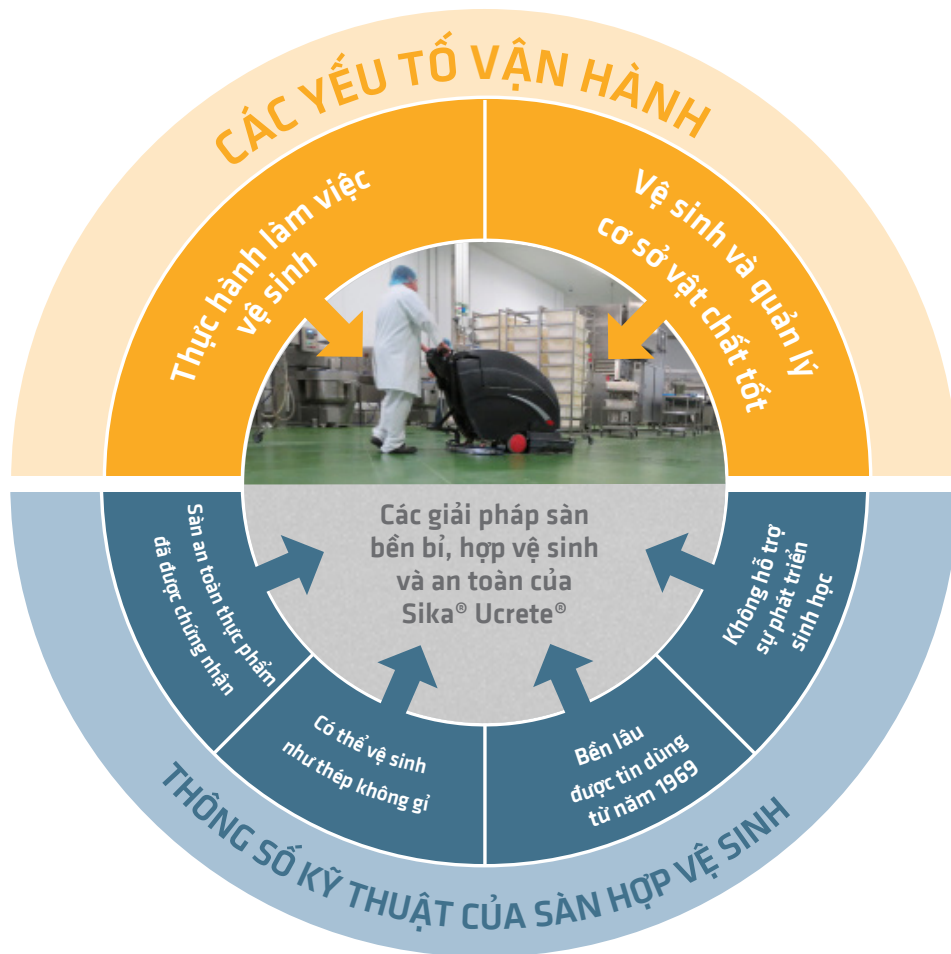 CÁC YẾU TỐ VẬN HÀNH
Thực hành làm việc
vệ sinh
Vệ sinh và quản lý
cơ sở vật chất tốt
Các giải pháp sàn
bền bỉ, hợp vệ sinh
và an toàn của
Sika® Ucrete®
Sàn an toàn thực phẩm
đã được chứng nhận
Có thể vệ sinh
như thép không gỉ
Bền lâu
được tin dùng
từ năm 1969
Không hỗ trợ
sự phát triển
sinh học
THÔNG SỐ KỸ THUẬT CỦA SÀN HỢP VỆ SINH